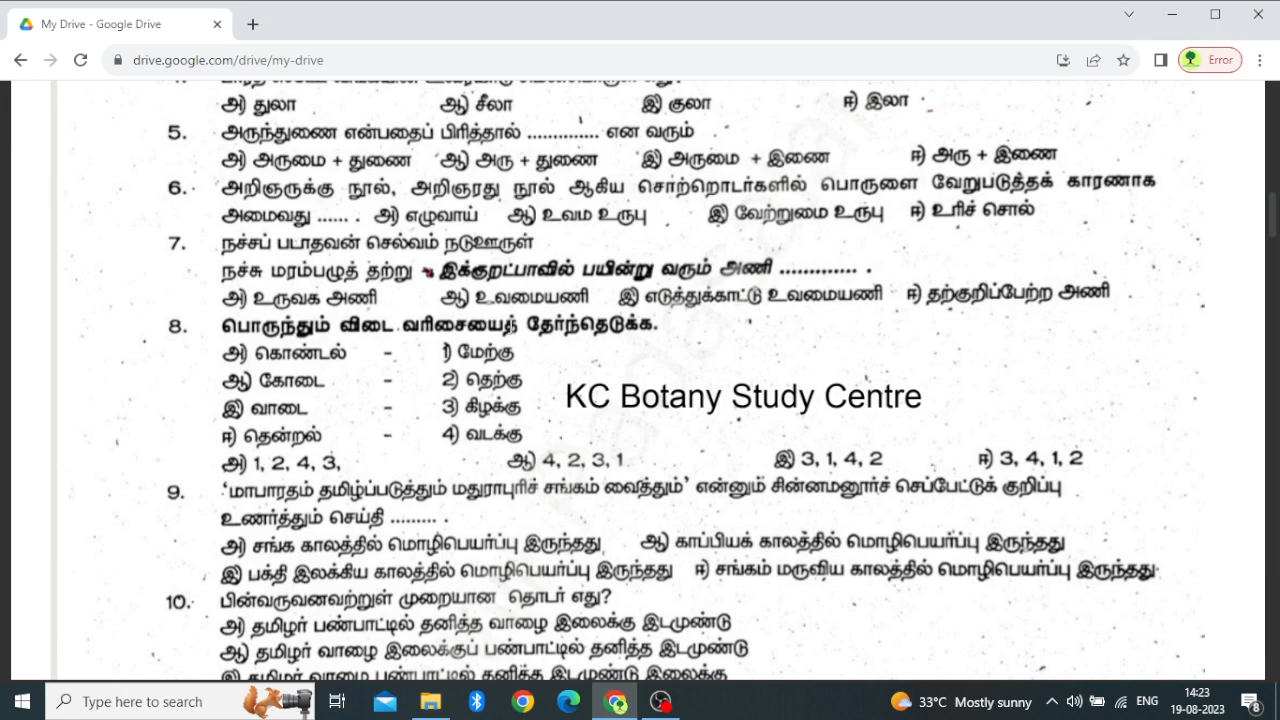 My Drive - Google Drive
drive.google.com/drive/my-drive
Error
அ) துலா ஆ) சீலா இ) குலா ஈ) இலா
5. அருந்துணை என்பதைப் பிரித்தால் .............. என வரும்
அ) அருமை + துணை ஆ) அரு + துணை இ) அருமை + இணை ஈ) அரு + இணை
6. அறிஞருக்கு நூல், அறிஞரது நூல் ஆகிய சொற்றொடர்களில் பொருளை வேறுபடுத்தக் காரணாக
அமைவது ...... . அ) எழுவாய் ஆ) உவம உருபு இ) வேற்றுமை உருபு ஈ) உரிச் சொல்
7. நச்சப் படாதவன் செல்வம் நடுஊருள்
நச்சு மரம்பழுத் தற்று இக்குறட்பாவில் பயின்று வரும் அணி ............. .
அ) உருவக அணி ஆ) உவமையணி இ) எடுத்துக்காட்டு உவமையணி ஈ) தற்குறிப்பேற்ற அணி
8. பொருந்தும் விடை வரிசையைத் தேர்ந்தெடுக்க.
அ) கொண்டல் - 1) மேற்கு
ஆ) கோடை - 2) தெற்கு
KC Botany Study Centre
இ) வாடை - 3) கிழக்கு
ஈ) தென்றல் - 4) வடக்கு
அ) 1, 2, 4, 3, ஆ) 4, 2, 3, 1 இ) 3, 1, 4, 2 ஈ) 3, 4, 1, 2
9. ‘மாபாரதம் தமிழ்ப்படுத்தும் மதுராபுரிச் சங்கம் வைத்தும்’ என்னும் சின்னமனூர்ச் செப்பேட்டுக் குறிப்பு
உணர்த்தும் செய்தி ......... .
அ) சங்க காலத்தில் மொழிபெயர்ப்பு இருந்தது ஆ) காப்பியக் காலத்தில் மொழிபெயர்ப்பு இருந்தது
இ) பக்தி இலக்கிய காலத்தில் மொழிபெயர்ப்பு இருந்தது ஈ) சங்கம் மருவிய காலத்தில் மொழிபெயர்ப்பு இருந்தது
10. பின்வருவனவற்றுள் முறையான தொடர் எது?
அ) தமிழர் பண்பாட்டில் தனித்த வாழை இலைக்கு இடமுண்டு
ஆ) தமிழர் வாழை இலைக்குப் பண்பாட்டில் தனித்த இடமுண்டு
இ) தமிழர் வாழை பண்பாட்டில் தனித்த இடமுண்டு இலைக்கு
Type here to search
33°C Mostly sunny
ENG
14:23
19-08-2023
8